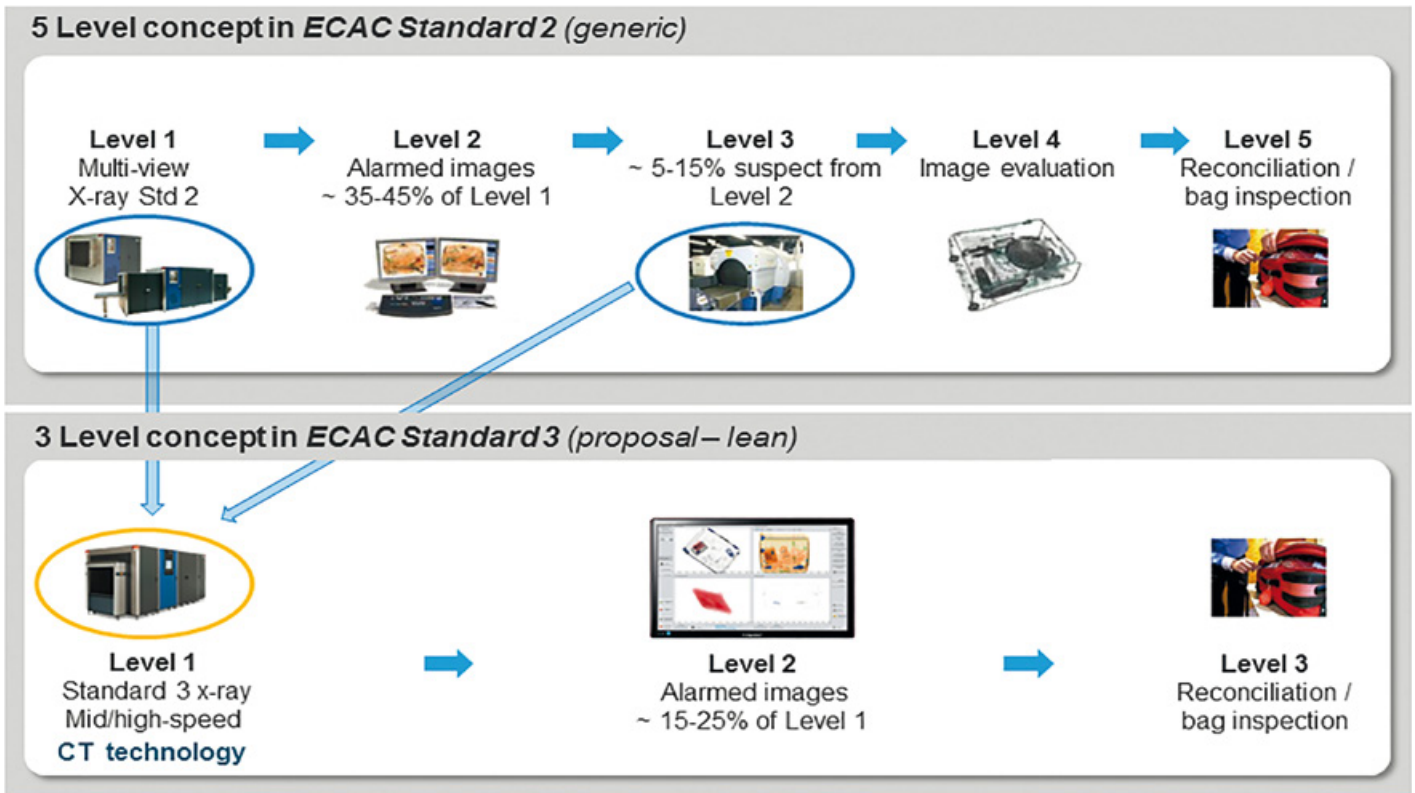 5 Level concept in ECAC Standard 2 (generic)
Level 1
Multi-view
X-ray Std 2
Level 2
Alarmed images
~ 35-45% of Level 1
Level 3
~ 5-15% suspect from
Level 2
Level 4
Image evaluation
Level 5
Reconciliation /
bag inspection
3 Level concept in ECAC Standard 3 (proposal – lean)
Level 1
Standard 3 x-ray
Mid/high-speed
CT technology
Level 2
Alarmed images
~ 15-25% of Level 1
Level 3
Reconciliation /
bag inspection